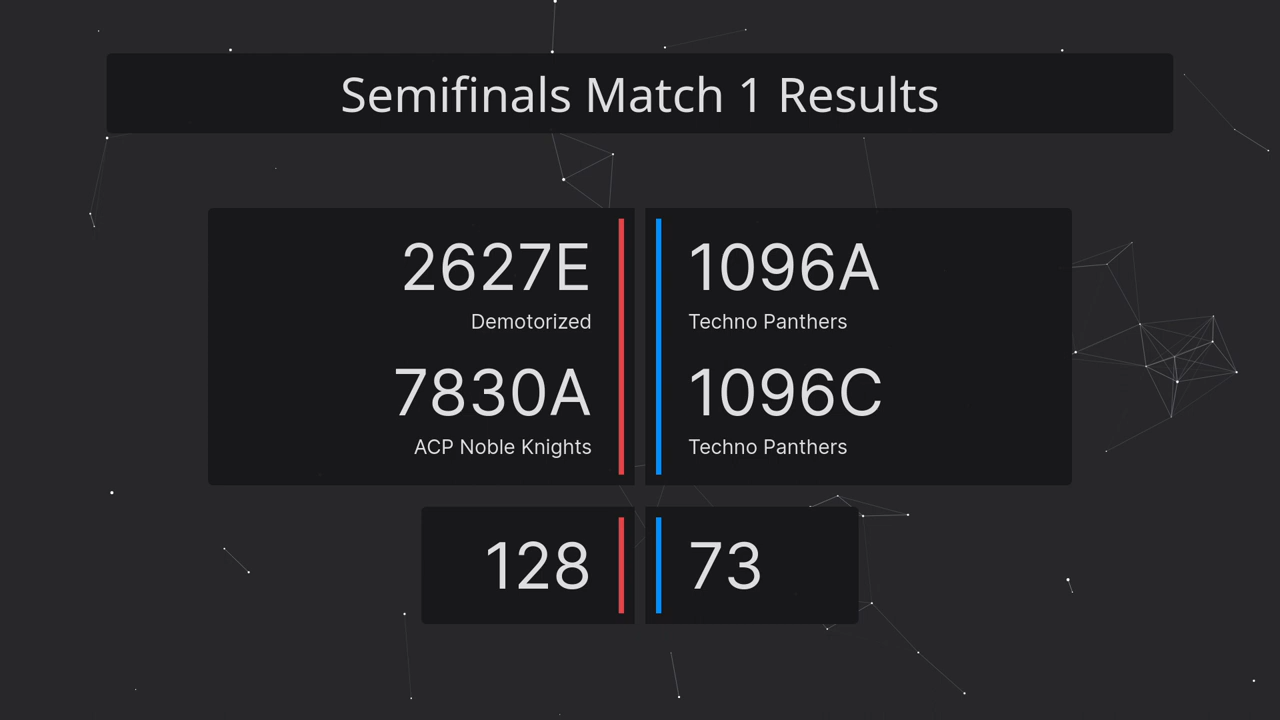 Semifinals Match 1 Results
2627E
Demotorized
7830A
ACP Noble Knights
1096A
Techno Panthers
1096C
Techno Panthers
128
73